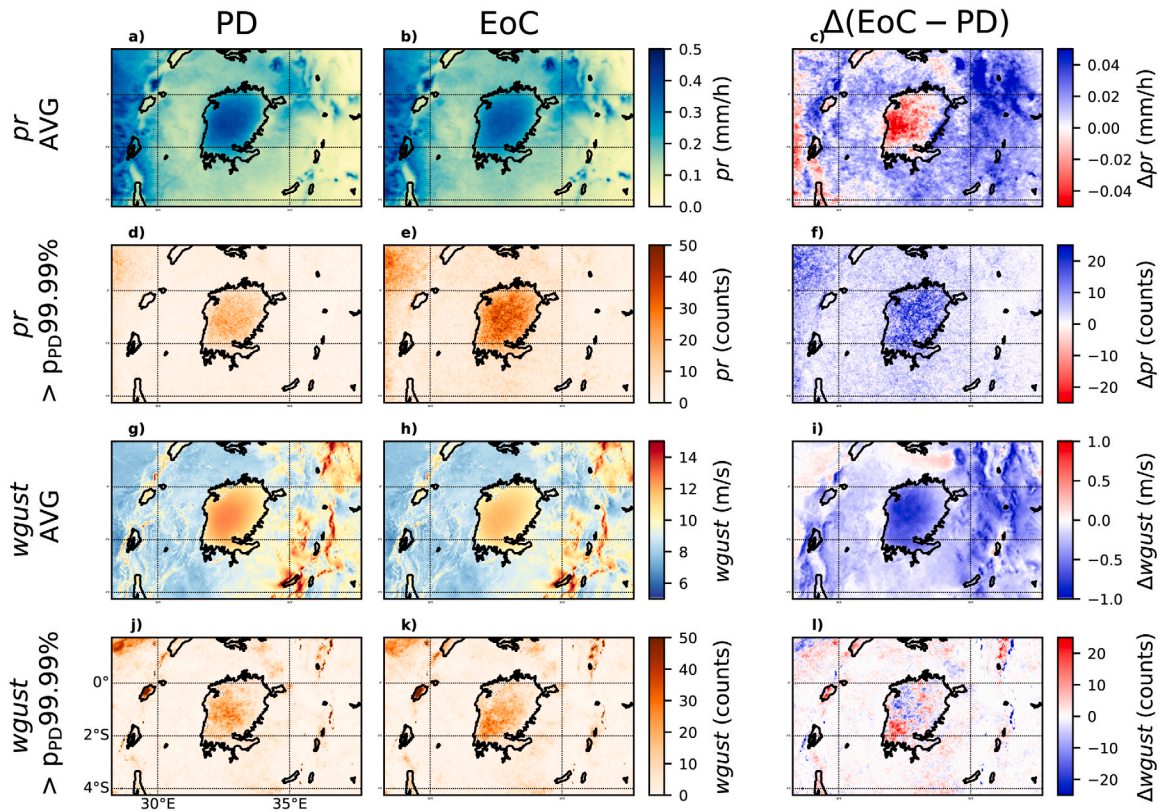 PD EoC Δ(EoC − PD)
a) b) c)
pr
AVG
0.5
0.4
0.3
0.2
0.1
0.0
pr (mm/h)
0.04
0.02
0.00
−0.02
−0.04
Δpr (mm/h)
d) e) f)
pr
> pPD99.99%
50
40
30
20
10
0
pr (counts)
20
10
0
−10
−20
Δpr (counts)
g) h) i)
wgust
AVG
14
12
10
8
6
wgust (m/s)
1.0
0.5
0.0
−0.5
−1.0
Δwgust (m/s)
j) k) l)
wgust
> pPD99.99%
0°
2°S
4°S
30°E 35°E
50
40
30
20
10
0
wgust (counts)
20
10
0
−10
−20
Δwgust (counts)